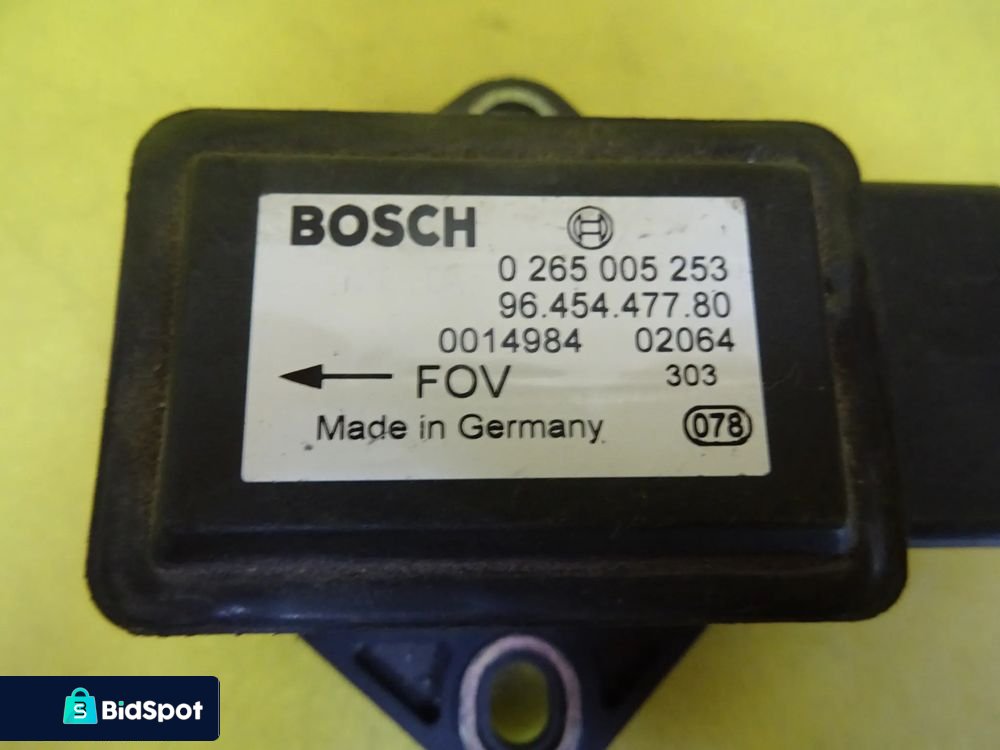 BOSCH
0 265 005 253
96.454.477.80
0014984 02064
FOV 303
Made in Germany 078
BidSpot